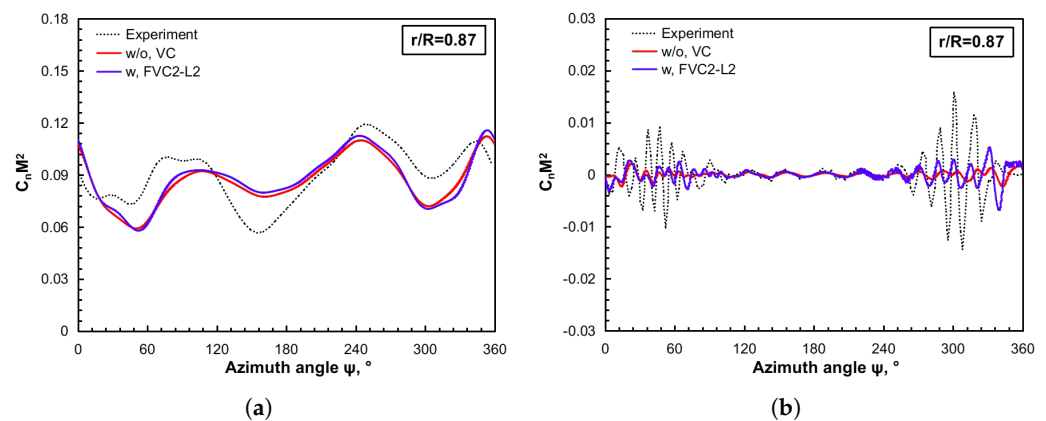 0.18
0.15
0.12
0.09
0.06
0.03
0
CₙM²
Experiment
w/o, VC
w, FVC2-L2
r/R=0.87
0 60 120 180 240 300 360
Azimuth angle ψ, °
(a)
0.03
0.02
0.01
0
-0.01
-0.02
-0.03
CₙM²
Experiment
w/o, VC
w, FVC2-L2
r/R=0.87
0 60 120 180 240 300 360
Azimuth angle ψ, °
(b)